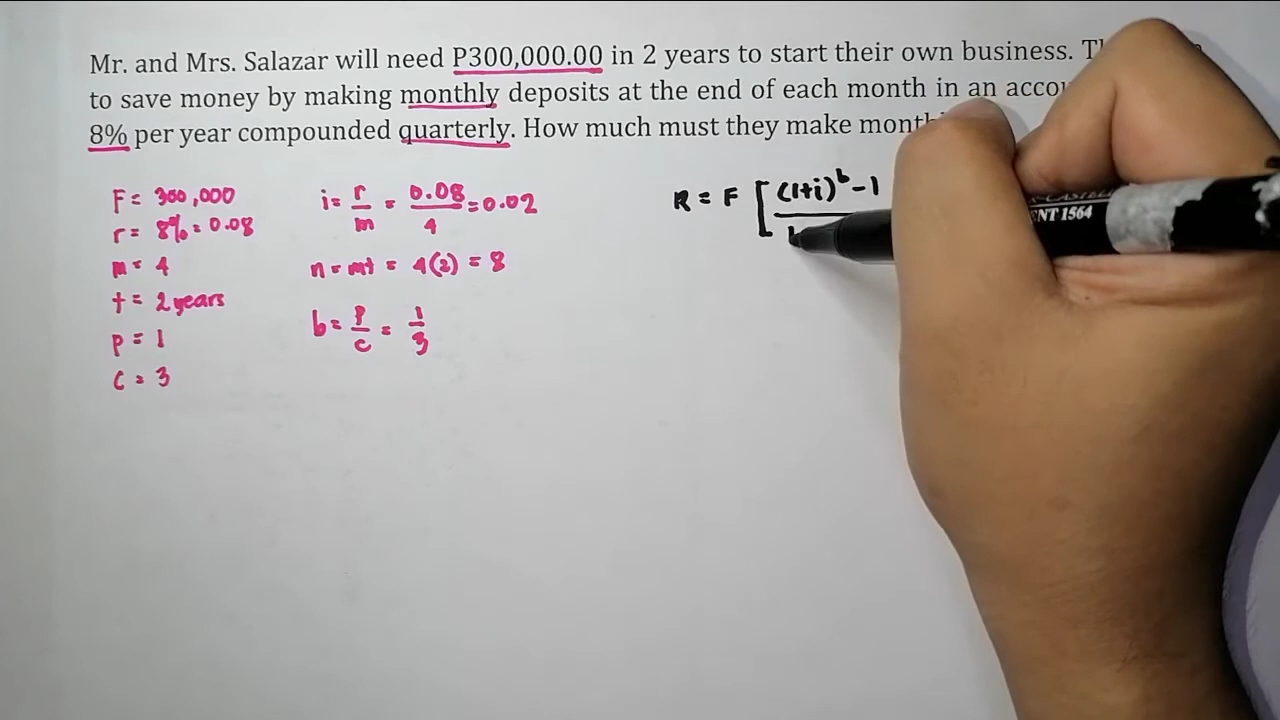 Mr. and Mrs. Salazar will need P300,000.00 in 2 years to start their own business.
to save money by making monthly deposits at the end of each month in an
8% per year compounded quarterly. How much must they make
F = 300,000
r = 8% = 0.08
m = 4
t = 2 years
p = 1
c = 3
i = r/m = 0.08/4 = 0.02
n = mt = 4(2) = 8
b = p/c = 1/3
R = F [ (1+i)^b - 1
NT 1564